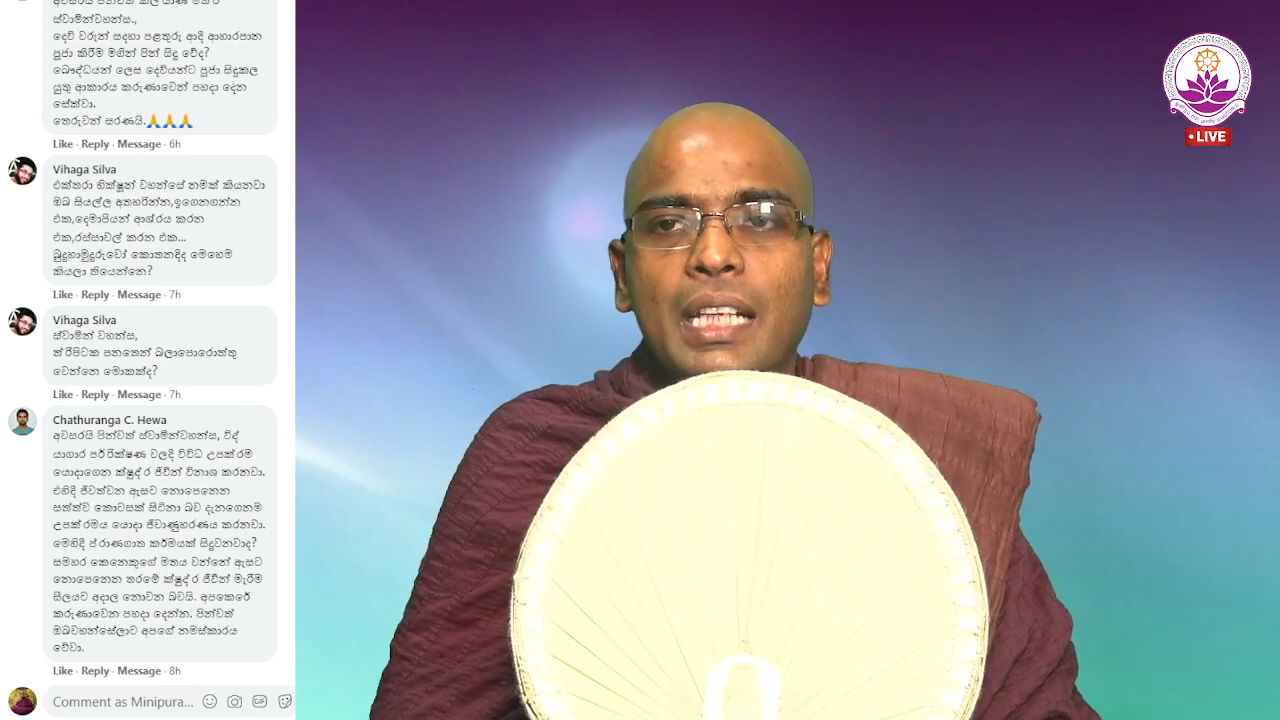 ස්වාමින්වහන්ස.,
දෙවි වරුන් සදහා පළතුරු ආදී ආහාරපාන
පූජා කිරීම මගින් පින් සිදු වේද?
බෞද්ධයන් ලෙස දෙවියන්ට පූජා සිදුකල
යුතු ආකාරය කරුණාවෙන් පහදා දෙන
සේක්වා.
තෙරුවන් සරණයි.🙏🙏🙏
Like · Reply · Message · 6h
Vihaga Silva
එක්තරා භික්ෂූන් වහන්සේ නමක් කියනවා
ඔබ සියල්ල අතහරින්න,ඉගෙනගන්න
එක,දෙමාපියන් ආශ්‍රය කරන
එක,රස්සාවල් කරන එක...
බුදුහාමුදුරුවෝ කොතනදිද මෙහෙම
කියලා තියෙන්නෙ?
Like · Reply · Message · 7h
Vihaga Silva
ස්වාමින් වහන්ස,
ත්‍රිපිටක පනතෙන් බලාපොරොත්තු
වෙන්නෙ මොකක්ද?
Like · Reply · Message · 7h
Chathuranga C. Hewa
අවසරයි පින්වත් ස්වාමින්වහන්ස, විද්
යාගාර පර්රික්ෂණ වලදී විවිධ උපක්‍රම
යොදාගෙන ක්ෂුද්‍ර ජීවීන් විනාශ කරනවා.
එහිදී ජීවත්වන ඇසට නොපෙනෙන
සත්ත්ව කොටසක් සිටිනා බව දැනගෙනම
උපක්‍රමය යොදා ජීවාණුහරණය කරනවා.
මෙහිදී ප්‍රාණගාත කර්මයක් සිදුවනවාද?
සමහර කෙනෙකුගේ මතය වන්නේ ඇසට
නොපෙනෙන තරමේ ක්ෂුද්‍ර ජීවීන් මැරීම
සීලයට අදාල නොවන බවයි. අපකෙරේ
කරුණාවෙන පහදා දෙන්න. පින්වත්
ඔබවහන්සේලාට අපගේ නමස්කාරය
වේවා.
Like · Reply · Message · 8h
Comment as Minipura...
GIF
LIVE